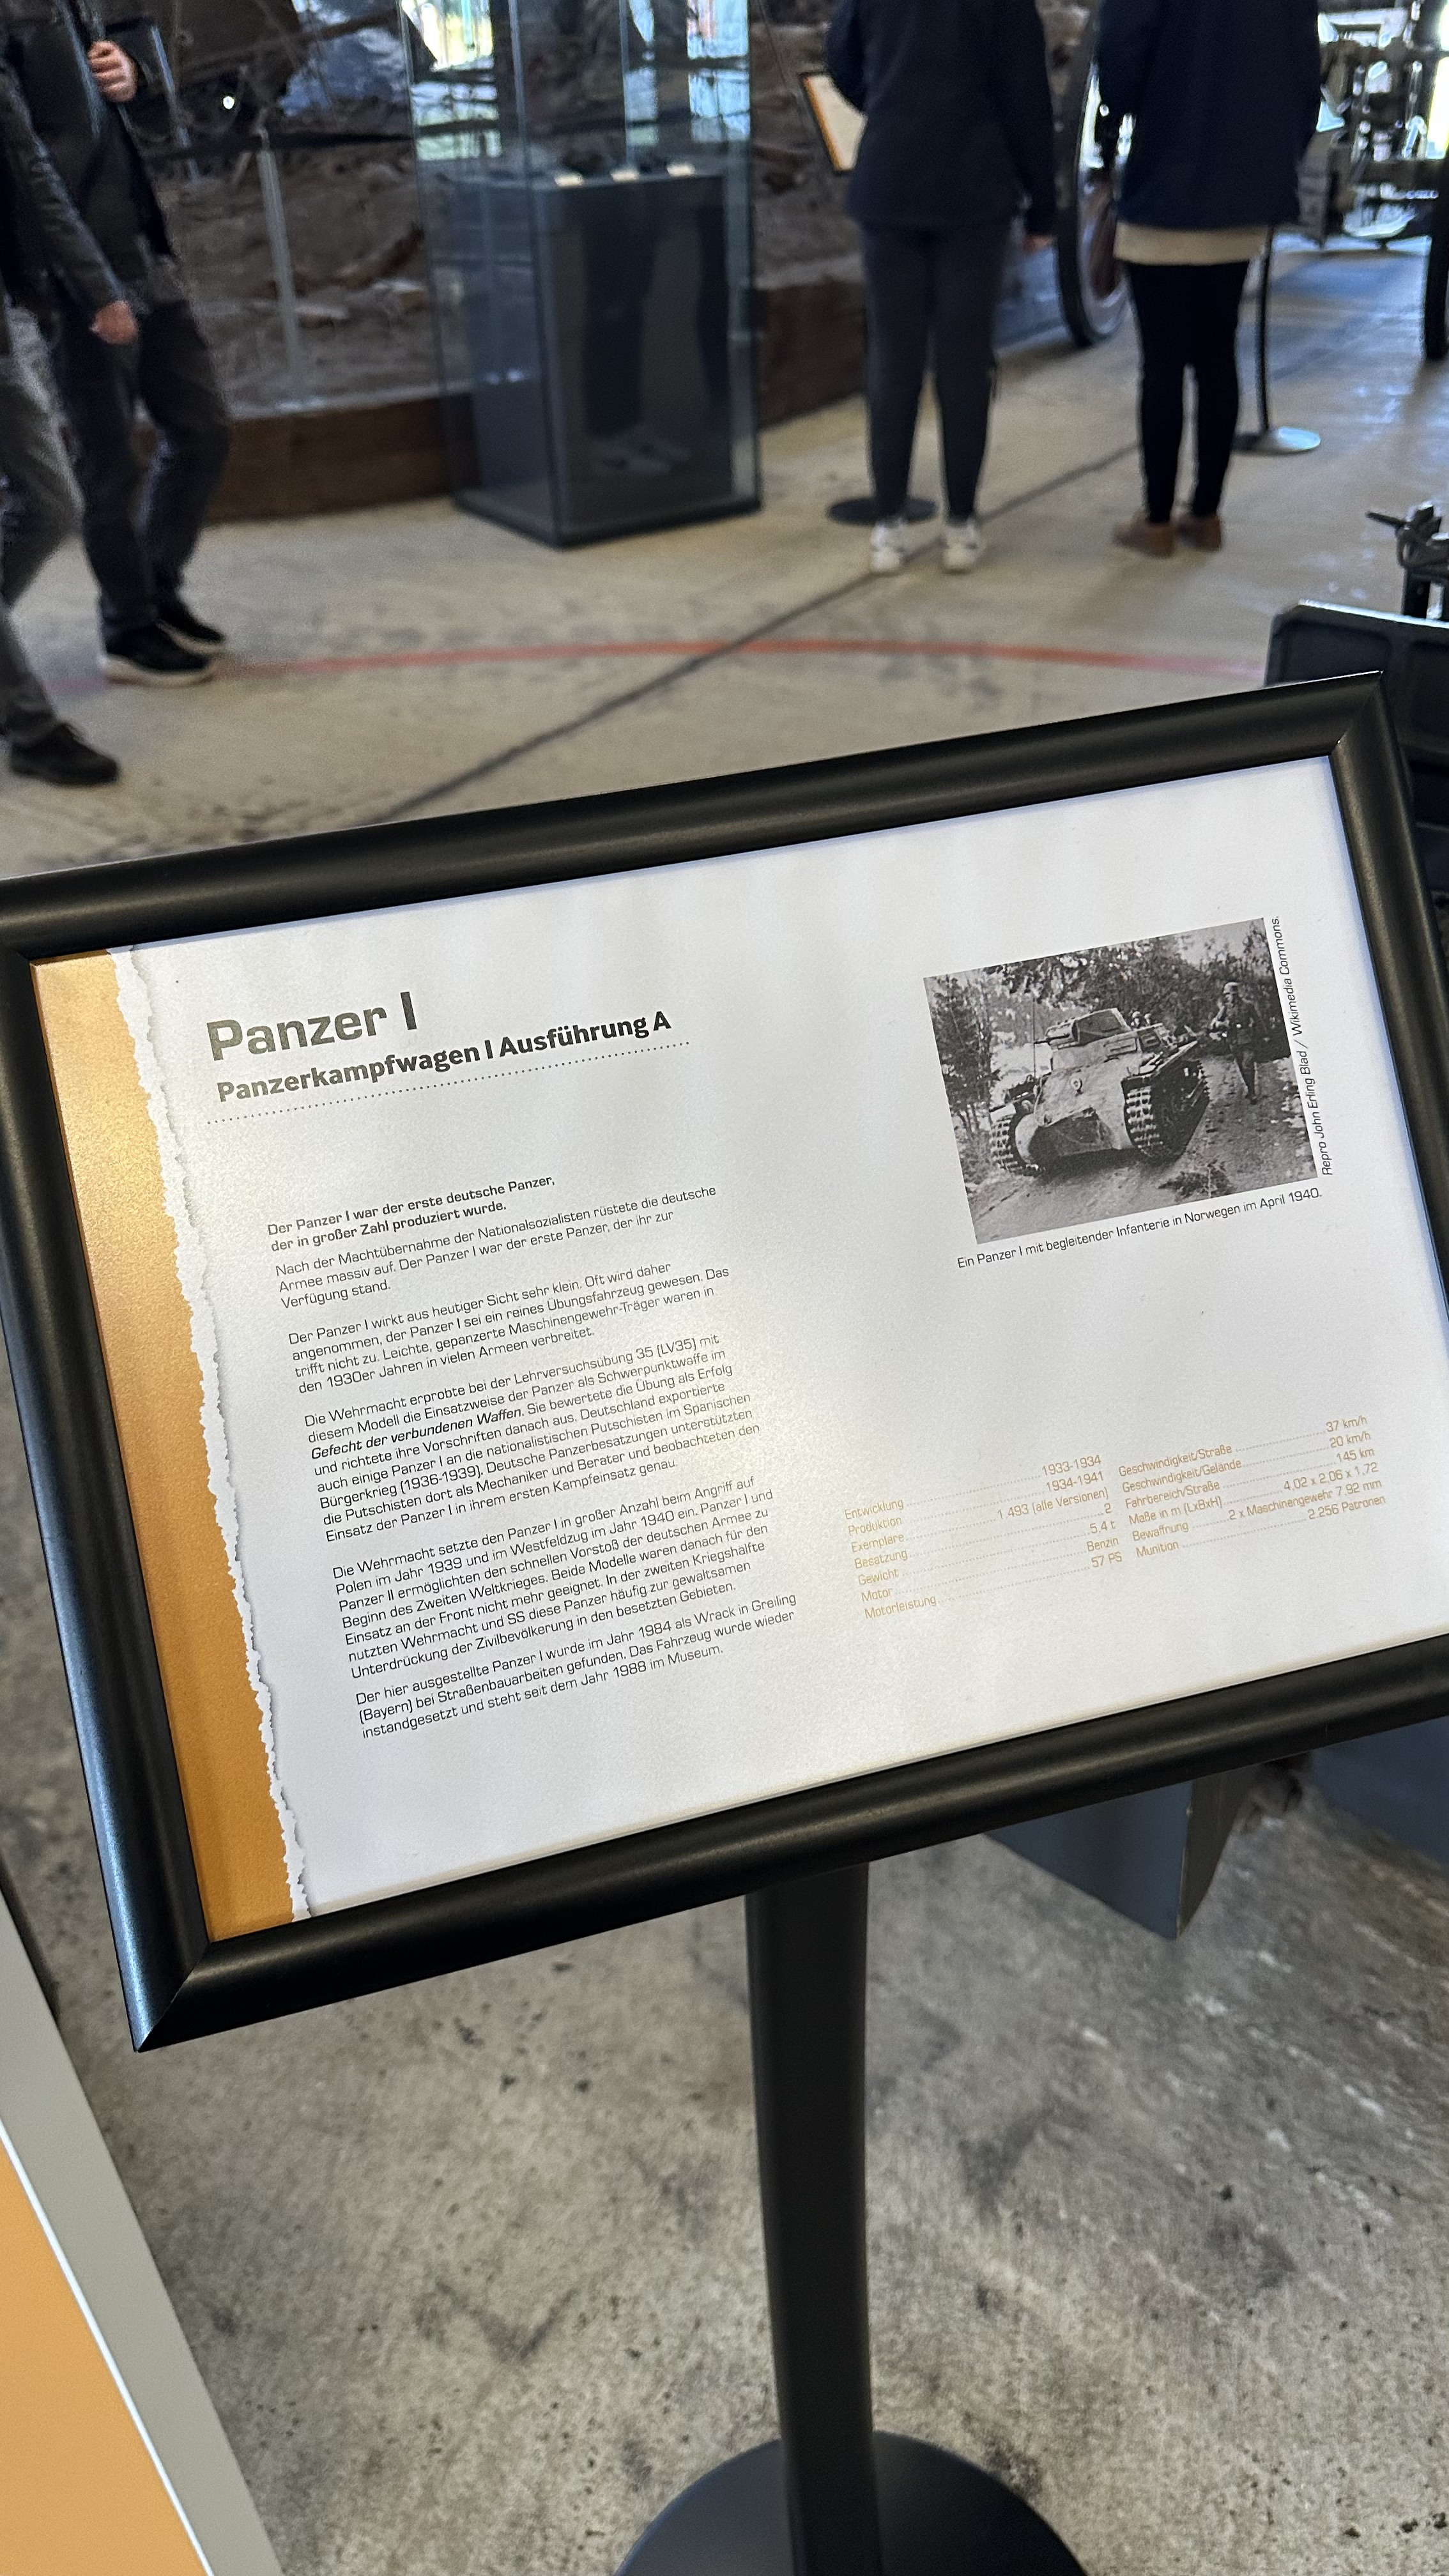 Panzer I
Panzerkampfwagen I Ausführung A
Der Panzer I war der erste deutsche Panzer,
der in großer Zahl produziert wurde.
Nach der Machtübernahme der Nationalsozialisten rüstete die deutsche
Armee massiv auf. Der Panzer I war der erste Panzer, der ihr zur
Verfügung stand.
Der Panzer I wirkt aus heutiger Sicht sehr klein. Oft wird daher
angenommen, der Panzer I sei ein reines Übungsfahrzeug gewesen. Das
trifft nicht zu. Leichte, gepanzerte Maschinengewehr-Träger waren in
den 1930er Jahren in vielen Armeen verbreitet.
Die Wehrmacht erprobte bei der Lehrversuchsübung 35 (LV35) mit
diesem Modell die Einsatzweise der Panzer als Schwerpunktwaffe im
Gefecht der verbundenen Waffen. Sie bewertete die Übung als Erfolg
und richtete ihre Vorschriften danach aus. Deutschland exportierte
auch einige Panzer I an die nationalistischen Putschisten im Spanischen
Bürgerkrieg (1936-1939). Deutsche Panzerbesatzungen unterstützten
die Putschisten dort als Mechaniker und Berater und beobachteten den
Einsatz der Panzer I in ihrem ersten Kampfeinsatz genau.
Die Wehrmacht setzte den Panzer I in großer Anzahl beim Angriff auf
Polen im Jahr 1939 und im Westfeldzug im Jahr 1940 ein. Panzer I und
Panzer II ermöglichten den schnellen Vorstoß der deutschen Armee zu
Beginn des Zweiten Weltkrieges. Beide Modelle waren danach für den
Einsatz an der Front nicht mehr geeignet. In der zweiten Kriegshälfte
nutzten Wehrmacht und SS diese Panzer häufig zur gewaltsamen
Unterdrückung der Zivilbevölkerung in den besetzten Gebieten.
Der hier ausgestellte Panzer I wurde im Jahr 1984 als Wrack in Greiling
(Bayern) bei Straßenbauarbeiten gefunden. Das Fahrzeug wurde wieder
instandgesetzt und steht seit dem Jahr 1988 im Museum.
Repro John Erling Blad / Wikimedia Commons.
Ein Panzer I mit begleitender Infanterie in Norwegen im April 1940.
Entwicklung 1933-1934
Produktion 1934-1941
Exemplare 1.493 (alle Versionen)
Besatzung 2
Gewicht 5,4 t
Motor Benzin
Motorleistung 57 PS
Geschwindigkeit/Straße 37 km/h
Geschwindigkeit/Gelände 20 km/h
Fahrbereich/Straße 145 km
Maße in m (LxBxH) 4,02 x 2,06 x 1,72
Bewaffnung 2 x Maschinengewehr 7,92 mm
Munition 2.256 Patronen